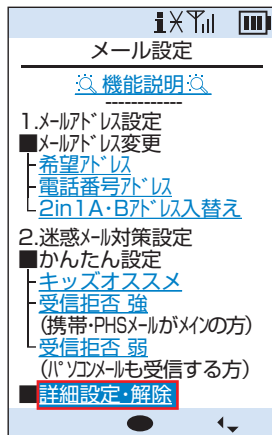 メール設定
機能説明
------------
1.ﾒｰﾙｱﾄﾞﾚｽ設定
■ﾒｰﾙｱﾄﾞﾚｽ変更
希望ｱﾄﾞﾚｽ
電話番号ｱﾄﾞﾚｽ
2in1A･Bｱﾄﾞﾚｽ入替え
2.迷惑ﾒｰﾙ対策設定
■かんたん設定
キッズオススメ
受信拒否 強
(携帯･PHSﾒｰﾙがﾒｲﾝの方)
受信拒否 弱
(ﾊﾟｿｺﾝﾒｰﾙも受信する方)
■詳細設定･解除